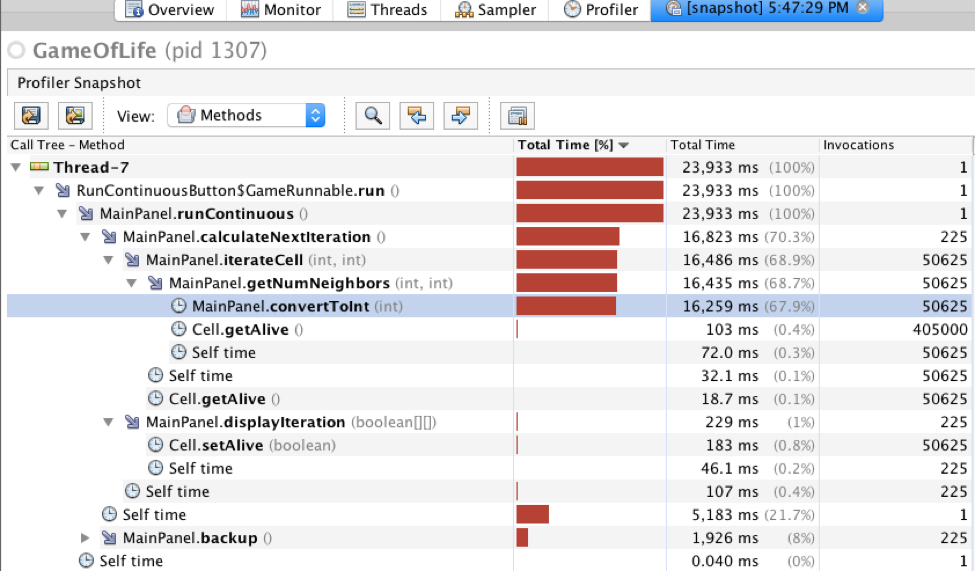 Overview Monitor Threads Sampler Profiler [snapshot] 5:47:29 PM
GameOfLife (pid 1307)
Profiler Snapshot
View: Methods
Call Tree - Method Total Time [%] Total Time Invocations
Thread-7 23,933 ms (100%) 1
RunContinuousButton$GameRunnable.run () 23,933 ms (100%) 1
MainPanel.runContinuous () 23,933 ms (100%) 1
MainPanel.calculateNextIteration () 16,823 ms (70.3%) 225
MainPanel.iterateCell (int, int) 16,486 ms (68.9%) 50625
MainPanel.getNumNeighbors (int, int) 16,435 ms (68.7%) 50625
MainPanel.convertToInt (int) 16,259 ms (67.9%) 50625
Cell.getAlive () 103 ms (0.4%) 405000
Self time 72.0 ms (0.3%) 50625
Self time 32.1 ms (0.1%) 50625
Cell.getAlive () 18.7 ms (0.1%) 50625
MainPanel.displayIteration (boolean[][]) 229 ms (1%) 225
Cell.setAlive (boolean) 183 ms (0.8%) 50625
Self time 46.1 ms (0.2%) 225
Self time 107 ms (0.4%) 225
Self time 5,183 ms (21.7%) 1
MainPanel.backup () 1,926 ms (8%) 225
Self time 0.040 ms (0%) 1